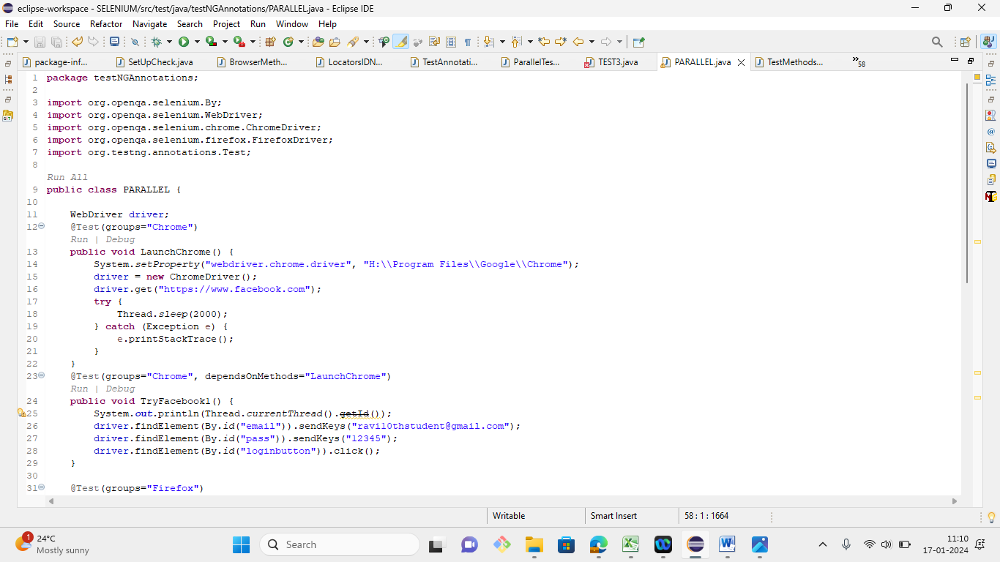 eclipse-workspace - SELENIUM/src/test/java/testNGAnnotations/PARALLEL.java - Eclipse IDE
File Edit Source Refactor Navigate Search Project Run Window Help
package-inf... SetUpCheck.java BrowserMeth... LocatorsIDN... TestAnnotati... ParallelTes... TEST3.java PARALLEL.java TestMethods... »58
1 package testNGAnnotations;
2
3 import org.openqa.selenium.By;
4 import org.openqa.selenium.WebDriver;
5 import org.openqa.selenium.chrome.ChromeDriver;
6 import org.openqa.selenium.firefox.FirefoxDriver;
7 import org.testng.annotations.Test;
8
Run All
9 public class PARALLEL {
10
11 WebDriver driver;
12 @Test(groups="Chrome")
Run | Debug
13 public void LaunchChrome() {
14 System.setProperty("webdriver.chrome.driver", "H:\\Program Files\\Google\\Chrome");
15 driver = new ChromeDriver();
16 driver.get("https://www.facebook.com");
17 try {
18 Thread.sleep(2000);
19 } catch (Exception e) {
20 e.printStackTrace();
21 }
22 }
23 @Test(groups="Chrome", dependsOnMethods="LaunchChrome")
Run | Debug
24 public void TryFacebook1() {
25 System.out.println(Thread.currentThread().getId());
26 driver.findElement(By.id("email")).sendKeys("ravi10thstudent@gmail.com");
27 driver.findElement(By.id("pass")).sendKeys("12345");
28 driver.findElement(By.id("loginbutton")).click();
29 }
30
31 @Test(groups="Firefox")
Writable Smart Insert 58 : 1 : 1664
1 24°C
Mostly sunny
Search
11:10
17-01-2024